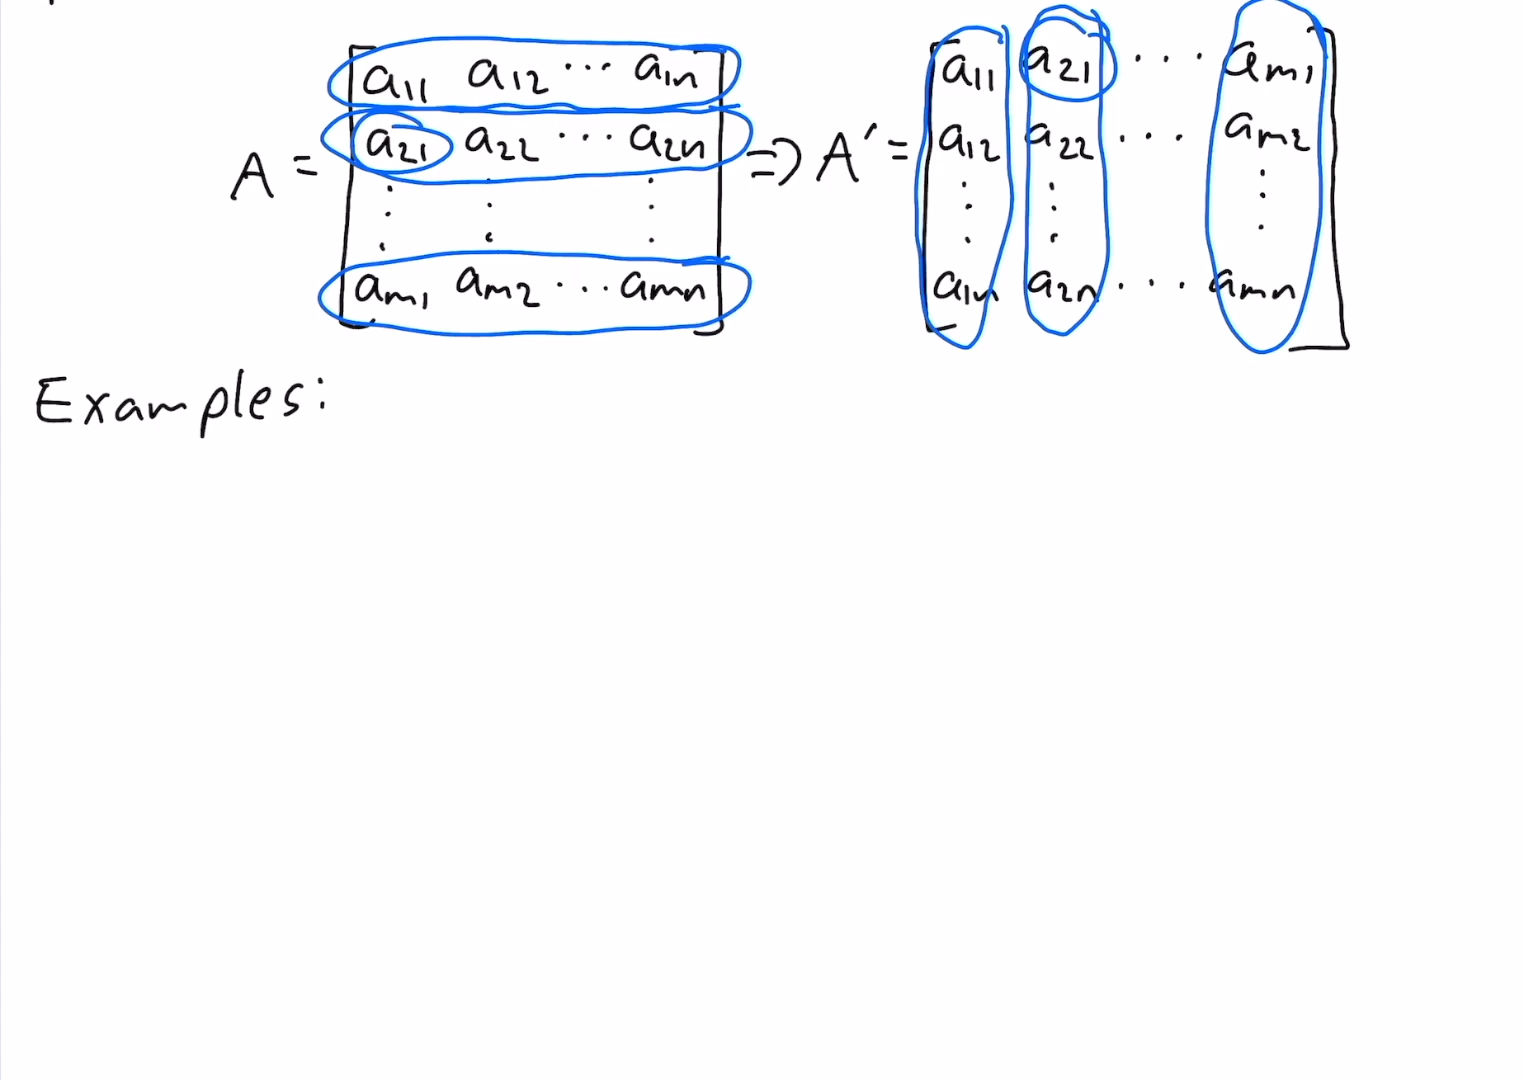 a11 a12 ... a1n a11 a21 ... am1
A = a21 a22 ... a2n ⇒ A' = a12 a22 ... am2
am1 am2 ... amn a1n a2n ... amn
Examples: